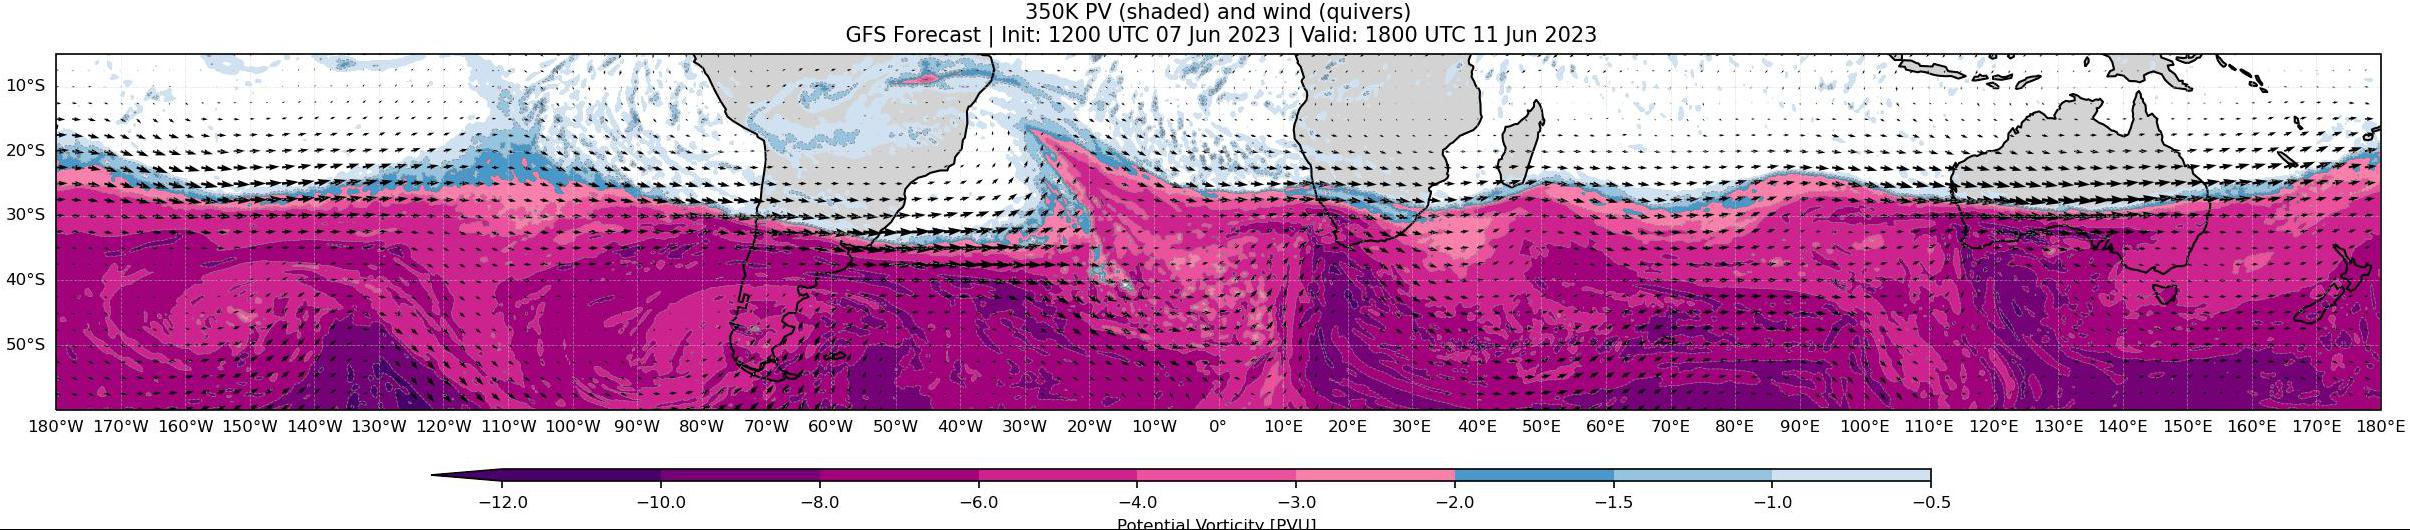 350K PV (shaded) and wind (quivers)
GFS Forecast | Init: 1200 UTC 07 Jun 2023 | Valid: 1800 UTC 11 Jun 2023
10°S
20°S
30°S
40°S
50°S
180°W 170°W 160°W 150°W 140°W 130°W 120°W 110°W 100°W 90°W 80°W 70°W 60°W 50°W 40°W 30°W 20°W 10°W 0° 10°E 20°E 30°E 40°E 50°E 60°E 70°E 80°E 90°E 100°E 110°E 120°E 130°E 140°E 150°E 160°E 170°E 180°E
−12.0 −10.0 −8.0 −6.0 −4.0 −3.0 −2.0 −1.5 −1.0 −0.5
Potential Vorticity [PVU]